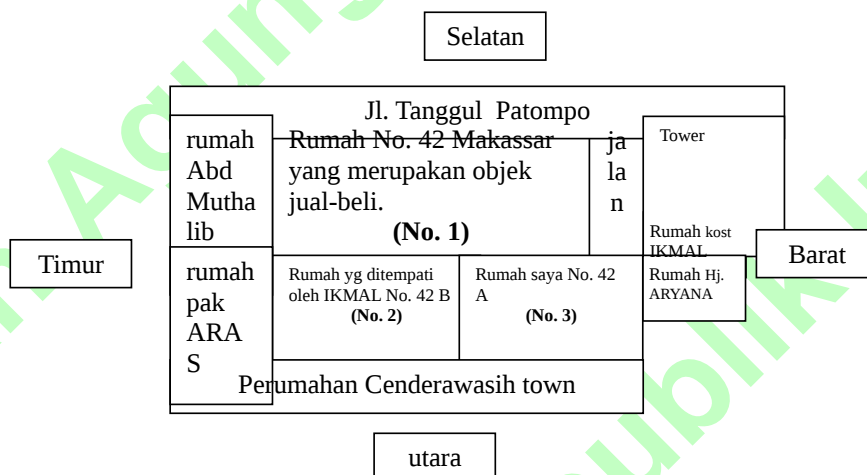 Selatan
Jl. Tanggul Patompo
rumah
Abd
Mutha
lib
Rumah No. 42 Makassar
yang merupakan objek
jual-beli.
(No. 1)
ja
la
n
Tower
Rumah kost
IKMAL
Timur
Barat
rumah
pak
ARA
S
Rumah yg ditempati
oleh IKMAL No. 42 B
(No. 2)
Rumah saya No. 42
A
(No. 3)
Rumah Hj.
ARYANA
Perumahan Cenderawasih town
utara